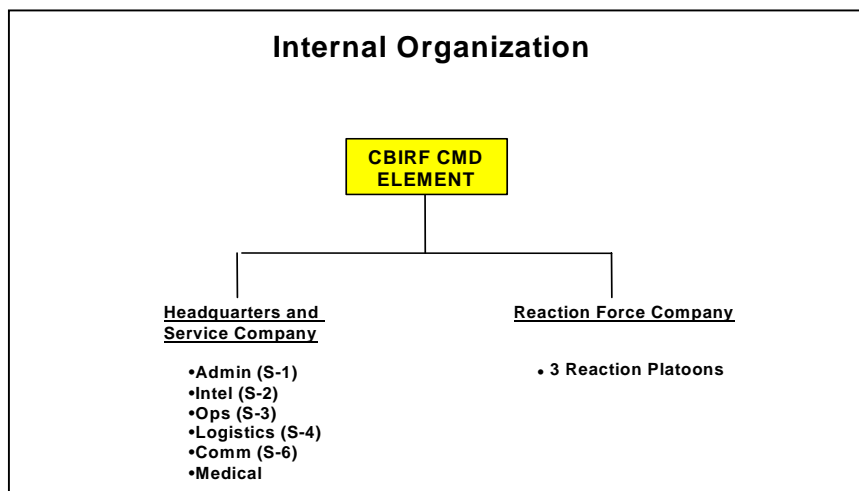 Internal Organization
CBIRF CMD
ELEMENT
Headquarters and
Service Company
•Admin (S-1)
•Intel (S-2)
•Ops (S-3)
•Logistics (S-4)
•Comm (S-6)
•Medical
Reaction Force Company
• 3 Reaction Platoons